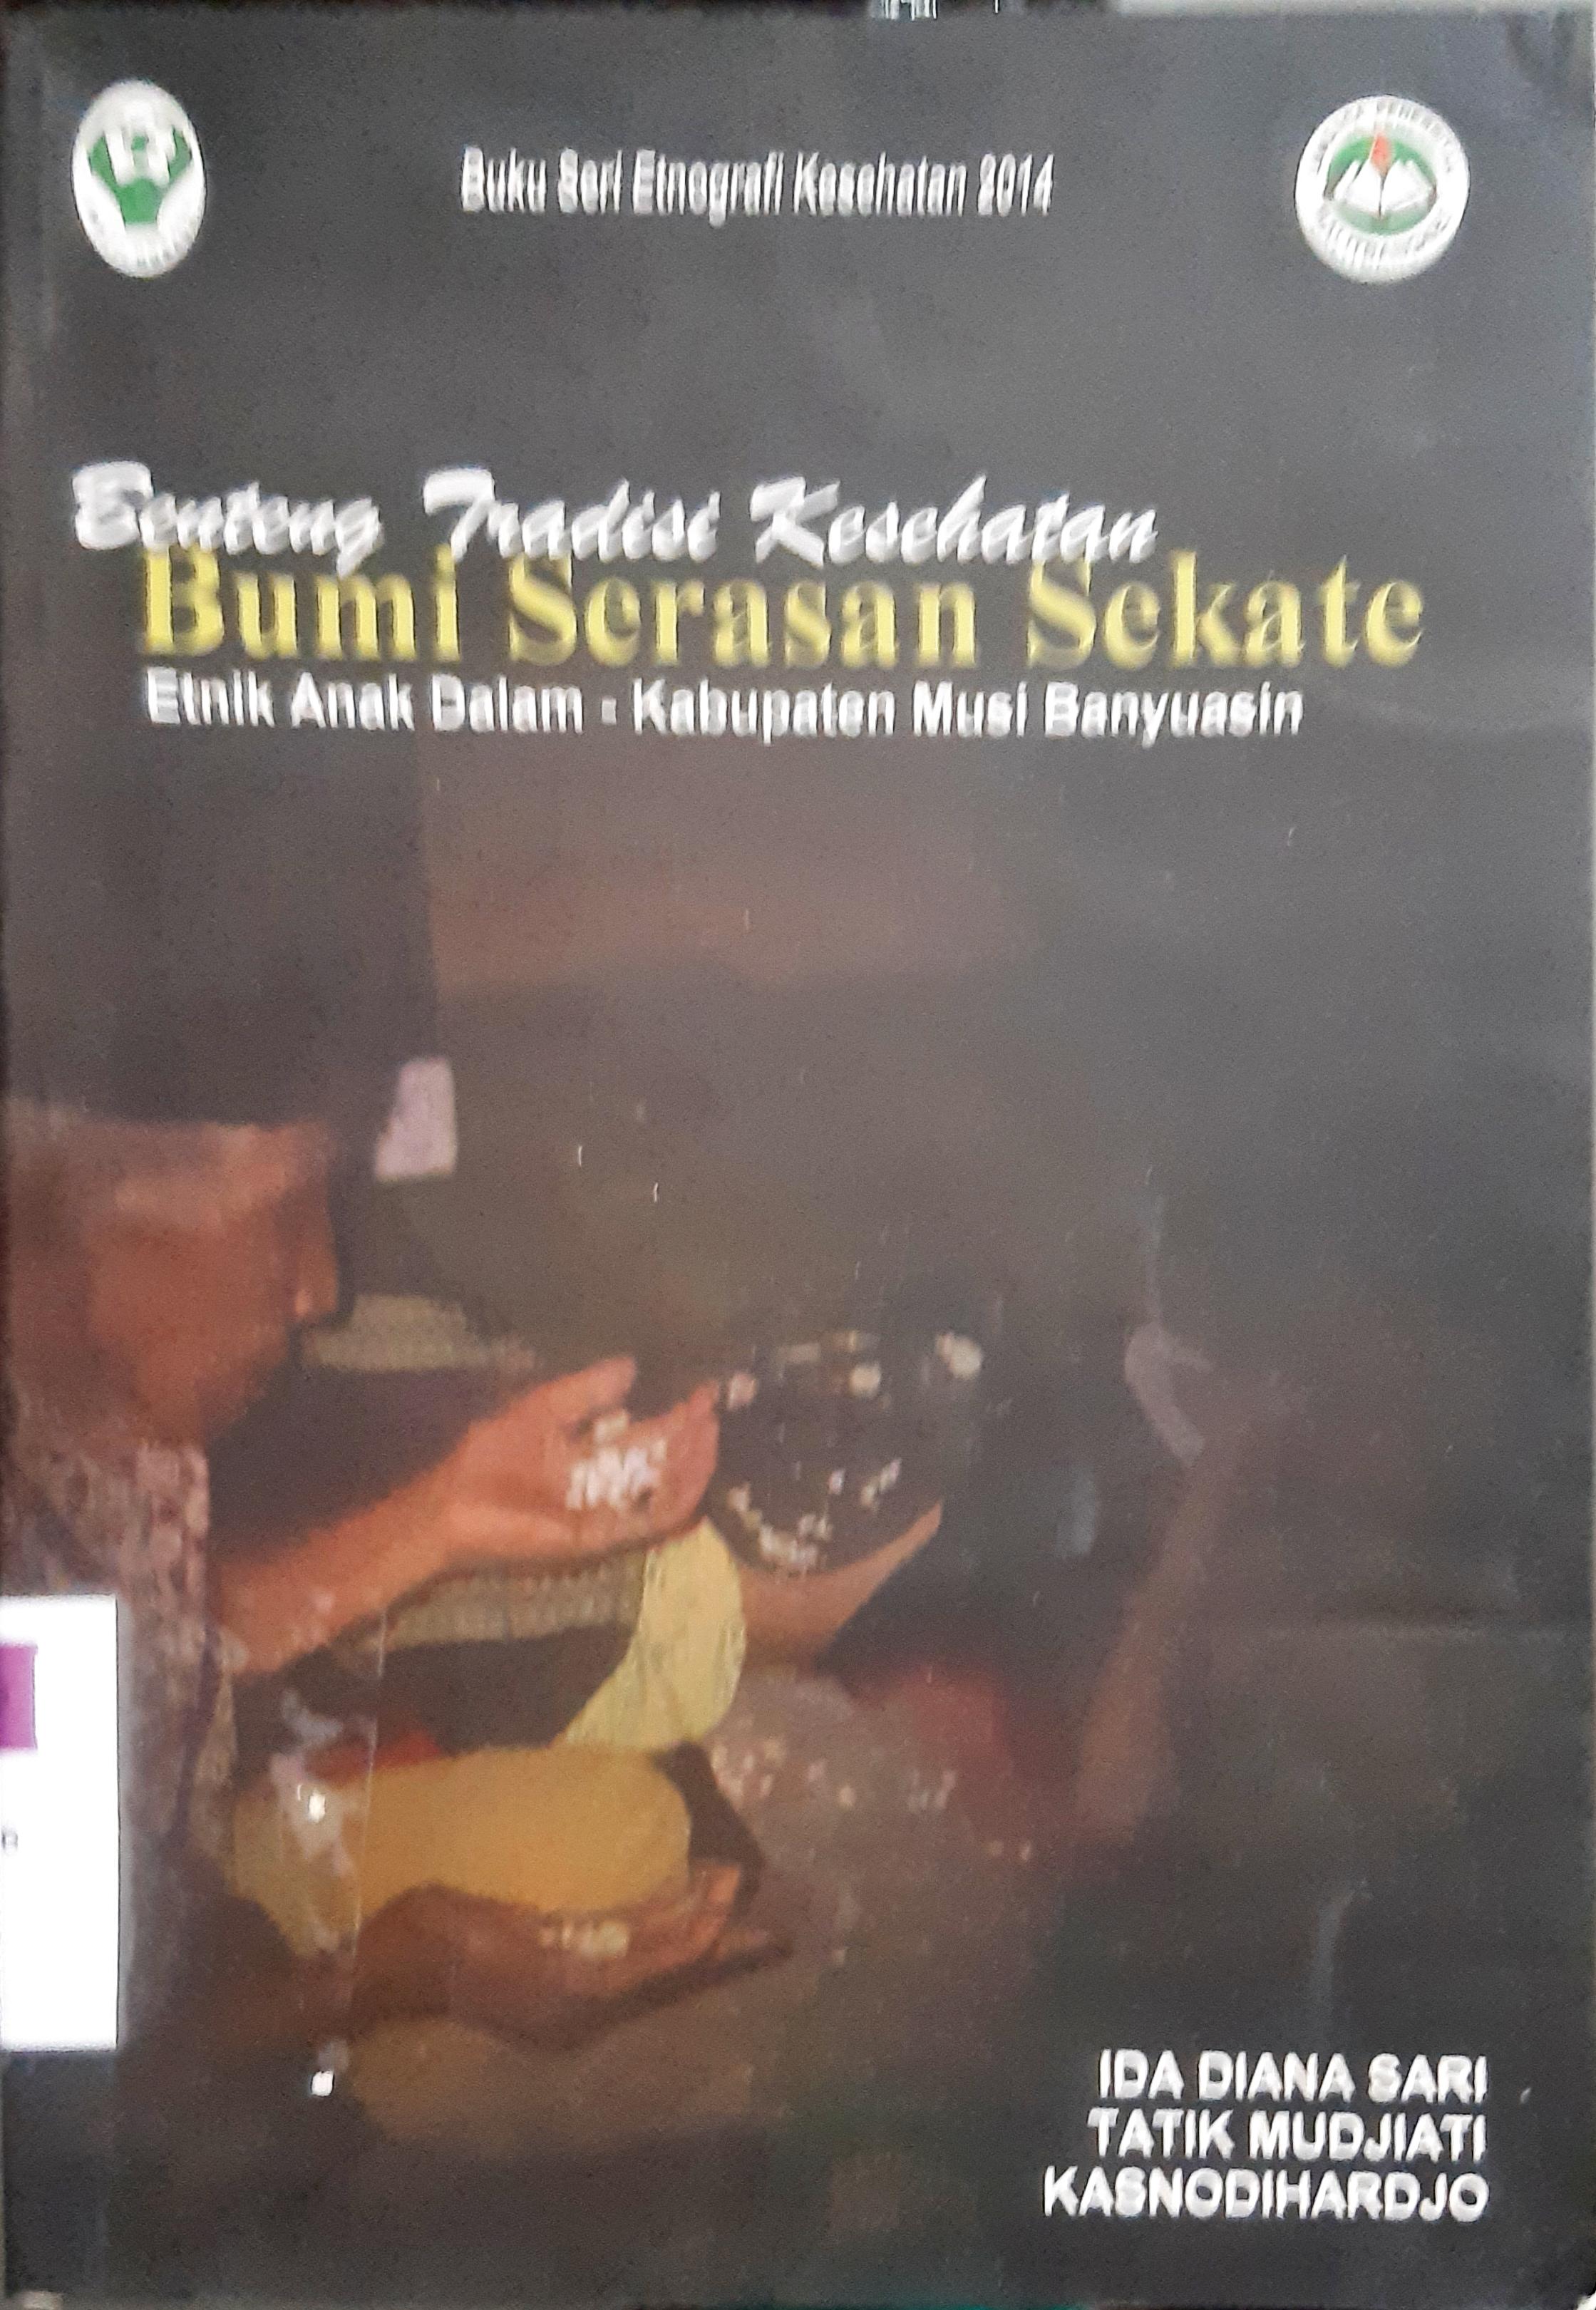 Buku Seri Etnografi Kesehatan 2014
Benteng Tradisi Kesehatan
Bumi Serasan Sekate
Etnik Anak Dalam - Kabupaten Musi Banyuasin
IDA DIANA SARI
TATIK MUDJIATI
KASNODIHARDJO